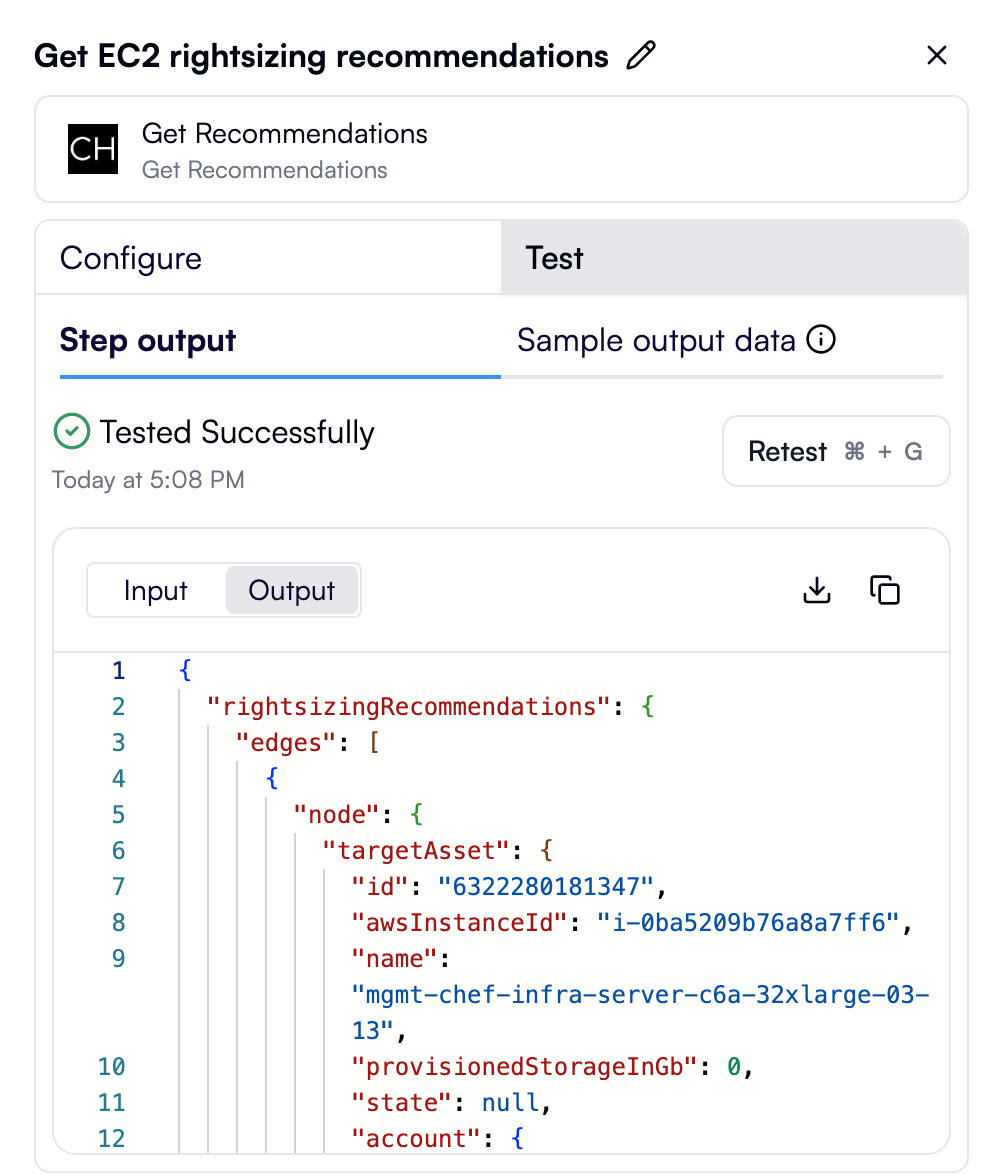 Get EC2 rightsizing recommendations
CH
Get Recommendations
Get Recommendations
Configure
Test
Step output
Sample output data
Tested Successfully
Today at 5:08 PM
Retest ⌘ + G
Input
Output
1 {
2 "rightsizingRecommendations": {
3 "edges": [
4 {
5 "node": {
6 "targetAsset": {
7 "id": "6322280181347",
8 "awsInstanceId": "i-0ba5209b76a8a7ff6",
9 "name":
"mgmt-chef-infra-server-c6a-32xlarge-03-
13",
10 "provisionedStorageInGb": 0,
11 "state": null,
12 "account": {